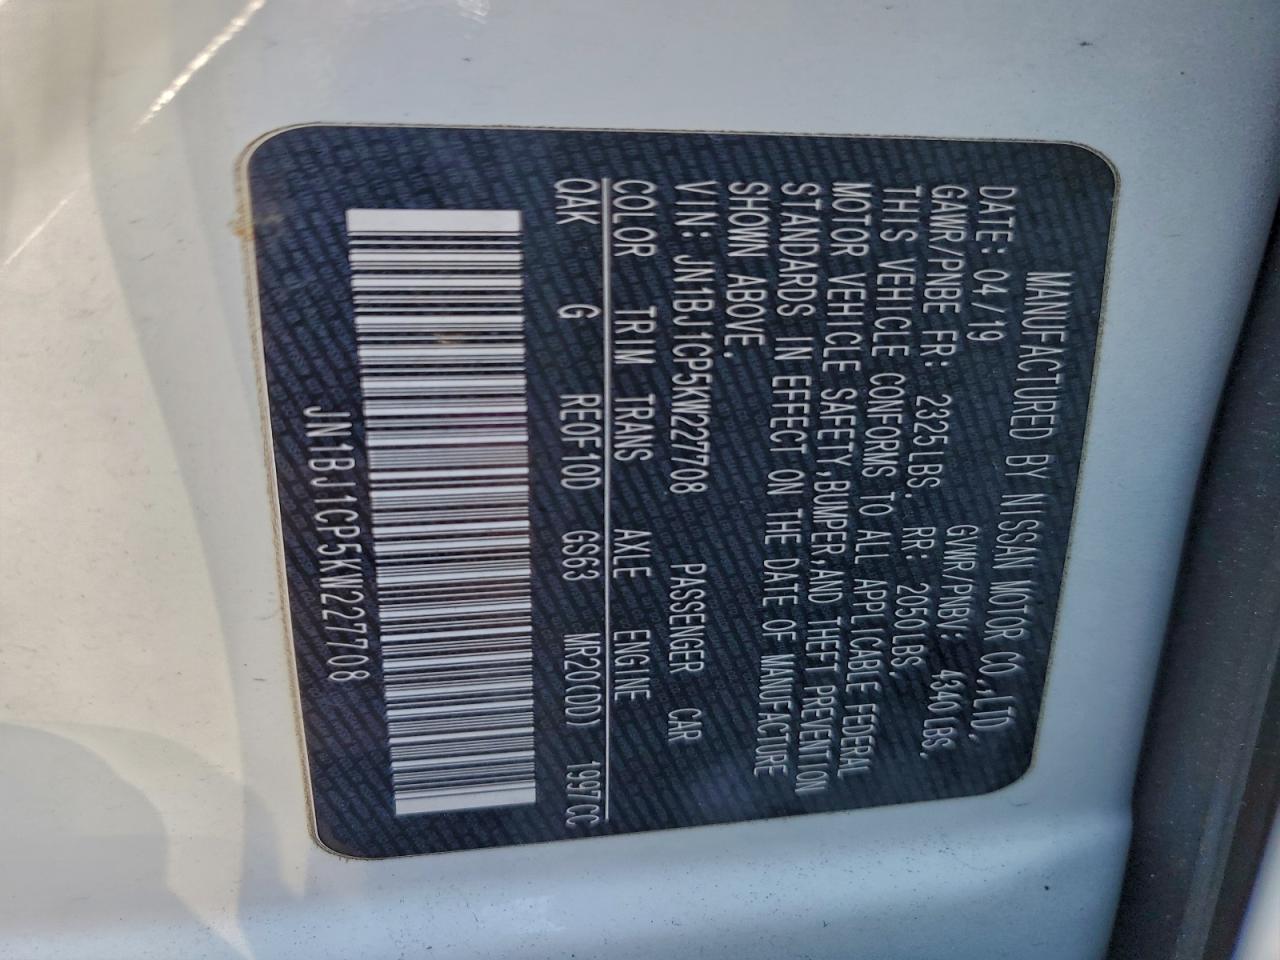 MANUFACTURED BY NISSAN MOTOR CO.,LTD.
DATE: 04/19 GVWR/PNBV: 4340LBS.
GAWR/PNBE FR: 2325LBS. RR: 2050LBS.
THIS VEHICLE CONFORMS TO ALL APPLICABLE FEDERAL
MOTOR VEHICLE SAFETY,BUMPER,AND THEFT PREVENTION
STANDARDS IN EFFECT ON THE DATE OF MANUFACTURE
SHOWN ABOVE.
VIN: JN1BJ1CP5KW227708 PASSENGER CAR
COLOR TRIM TRANS AXLE ENGINE
QAK G RE0F10D GS63 MR20(DD) 1997CC
JN1BJ1CP5KW227708